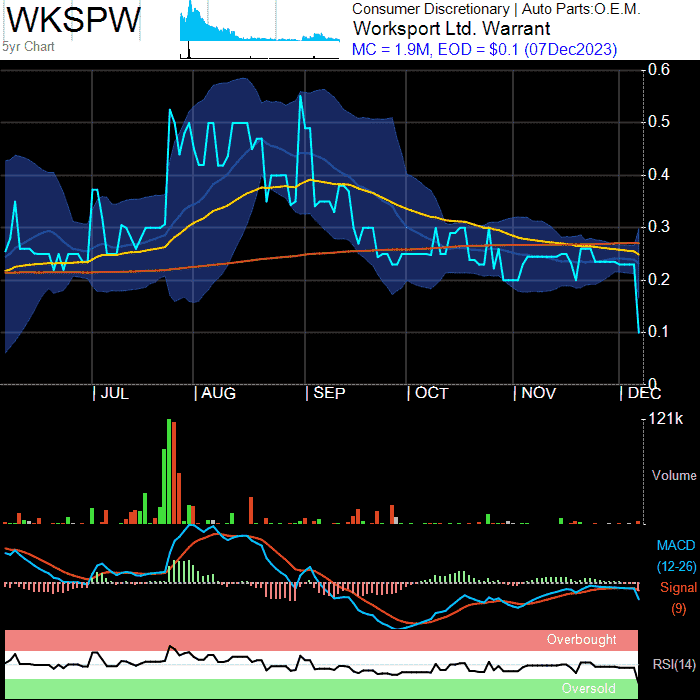 WKSPW
5yr Chart
Consumer Discretionary | Auto Parts:O.E.M.
Worksport Ltd. Warrant
MC = 1.9M, EOD = $0.1 (07Dec2023)
0.6
0.5
0.4
0.3
0.2
0.1
0
| JUL | AUG | SEP | OCT | NOV | DEC
121k
Volume
MACD
(12-26)
Signal
(9)
Overbought
RSI(14)
Oversold